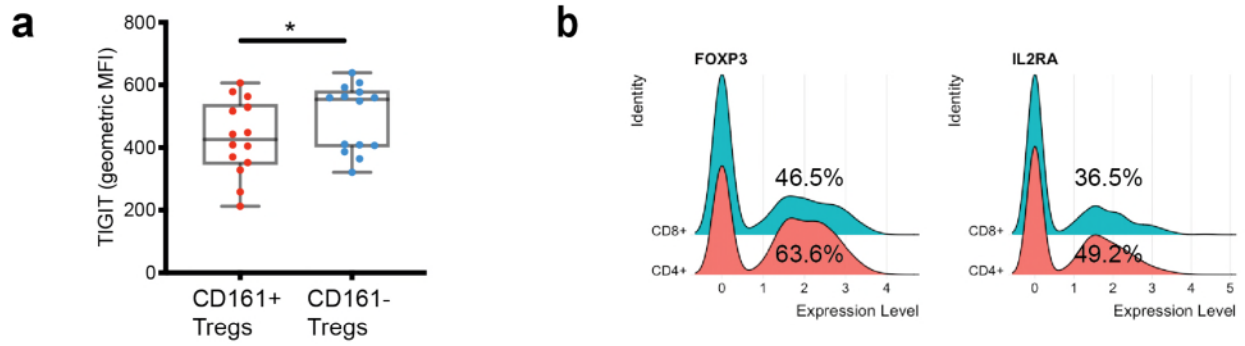 a
TIGIT (geometric MFI)
800
600
400
200
0
*
CD161+
Tregs
CD161-
Tregs
b
FOXP3
Identity
46.5%
CD8+
63.6%
CD4+
0 1 2 3 4
Expression Level
IL2RA
Identity
36.5%
CD8+
49.2%
CD4+
0 1 2 3 4 5
Expression Level